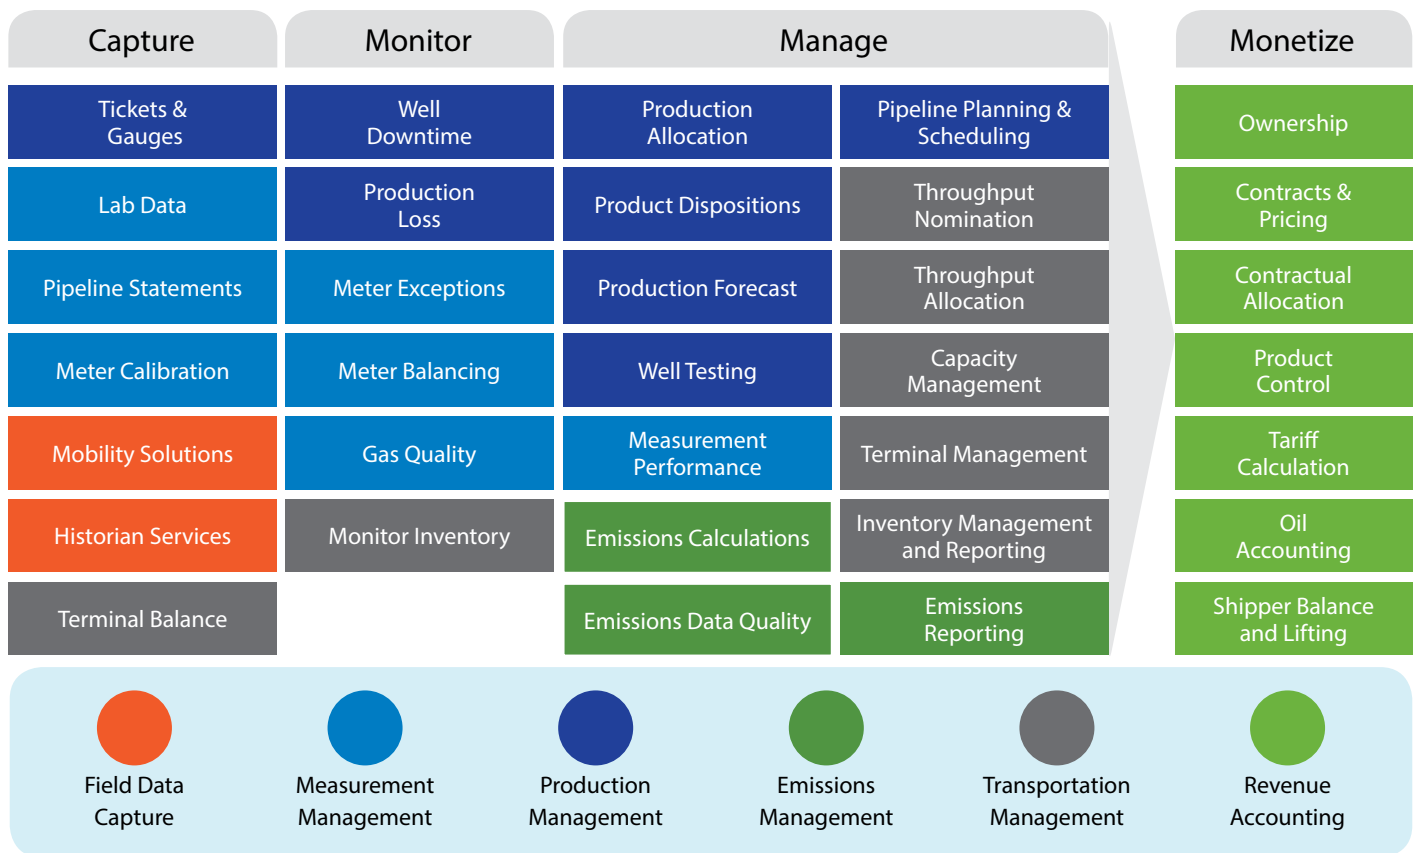 Capture
Monitor
Manage
Monetize
Tickets &
Gauges
Well
Downtime
Production
Allocation
Pipeline Planning &
Scheduling
Ownership
Lab Data
Production
Loss
Product Dispositions
Throughput
Nomination
Contracts &
Pricing
Pipeline Statements
Meter Exceptions
Production Forecast
Throughput
Allocation
Contractual
Allocation
Meter Calibration
Meter Balancing
Well Testing
Capacity
Management
Product
Control
Mobility Solutions
Gas Quality
Measurement
Performance
Terminal Management
Tariff
Calculation
Historian Services
Monitor Inventory
Emissions Calculations
Inventory Management
and Reporting
Oil
Accounting
Terminal Balance
Emissions Data Quality
Emissions
Reporting
Shipper Balance
and Lifting
Field Data
Capture
Measurement
Management
Production
Management
Emissions
Management
Transportation
Management
Revenue
Accounting